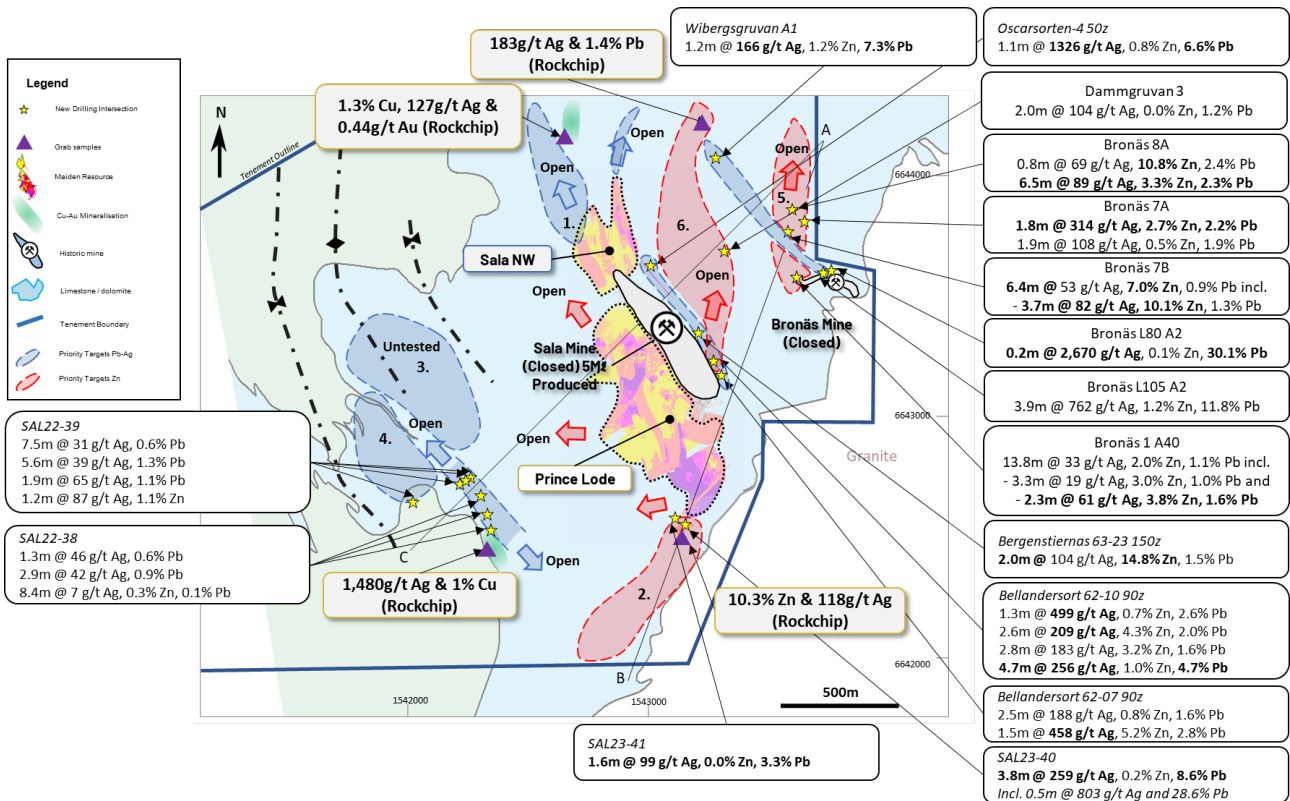 Wibergsgruvan A1
1.2m @ 166 g/t Ag, 1.2% Zn, 7.3% Pb
Oscarsorten-4 50z
1.1m @ 1326 g/t Ag, 0.8% Zn, 6.6% Pb
183g/t Ag & 1.4% Pb
(Rockchip)
1.3% Cu, 127g/t Ag &
0.44g/t Au (Rockchip)
Dammgruvan 3
2.0m @ 104 g/t Ag, 0.0% Zn, 1.2% Pb
Bronäs 8A
0.8m @ 69 g/t Ag, 10.8% Zn, 2.4% Pb
6.5m @ 89 g/t Ag, 3.3% Zn, 2.3% Pb
Bronäs 7A
1.8m @ 314 g/t Ag, 2.7% Zn, 2.2% Pb
1.9m @ 108 g/t Ag, 0.5% Zn, 1.9% Pb
Bronäs 7B
6.4m @ 53 g/t Ag, 7.0% Zn, 0.9% Pb incl.
- 3.7m @ 82 g/t Ag, 10.1% Zn, 1.3% Pb
Bronäs L80 A2
0.2m @ 2,670 g/t Ag, 0.1% Zn, 30.1% Pb
Bronäs L105 A2
3.9m @ 762 g/t Ag, 1.2% Zn, 11.8% Pb
Bronäs 1 A40
13.8m @ 33 g/t Ag, 2.0% Zn, 1.1% Pb incl.
- 3.3m @ 19 g/t Ag, 3.0% Zn, 1.0% Pb and
- 2.3m @ 61 g/t Ag, 3.8% Zn, 1.6% Pb
Bergenstiernas 63-23 150z
2.0m @ 104 g/t Ag, 14.8% Zn, 1.5% Pb
Bellandersort 62-10 90z
1.3m @ 499 g/t Ag, 0.7% Zn, 2.6% Pb
2.6m @ 209 g/t Ag, 4.3% Zn, 2.0% Pb
2.8m @ 183 g/t Ag, 3.2% Zn, 1.6% Pb
4.7m @ 256 g/t Ag, 1.0% Zn, 4.7% Pb
Bellandersort 62-07 90z
2.5m @ 188 g/t Ag, 0.8% Zn, 1.6% Pb
1.5m @ 458 g/t Ag, 5.2% Zn, 2.8% Pb
SAL23-40
3.8m @ 259 g/t Ag, 0.2% Zn, 8.6% Pb
Incl. 0.5m @ 803 g/t Ag and 28.6% Pb
Legend
New Drilling Intersection
Grab samples
Maiden Resource
Cu-Au Mineralisation
Historic mine
Limestone / dolomite
Tenement Boundary
Priority Targets Pb-Ag
Priority Targets Zn
N
Tenement Outline
Open
Open
Open
A
6644000
1.
5.
6.
Sala NW
Open
Open
Bronäs Mine
(Closed)
Sala Mine
(Closed) 5Mt
Produced
Untested
3.
Open
4.
Open
6643000
Granite
Prince Lode
C
Open
2.
B
6642000
1542000
1543000
500m
SAL22-39
7.5m @ 31 g/t Ag, 0.6% Pb
5.6m @ 39 g/t Ag, 1.3% Pb
1.9m @ 65 g/t Ag, 1.1% Pb
1.2m @ 87 g/t Ag, 1.1% Zn
SAL22-38
1.3m @ 46 g/t Ag, 0.6% Pb
2.9m @ 42 g/t Ag, 0.9% Pb
8.4m @ 7 g/t Ag, 0.3% Zn, 0.1% Pb
1,480g/t Ag & 1% Cu
(Rockchip)
10.3% Zn & 118g/t Ag
(Rockchip)
SAL23-41
1.6m @ 99 g/t Ag, 0.0% Zn, 3.3% Pb